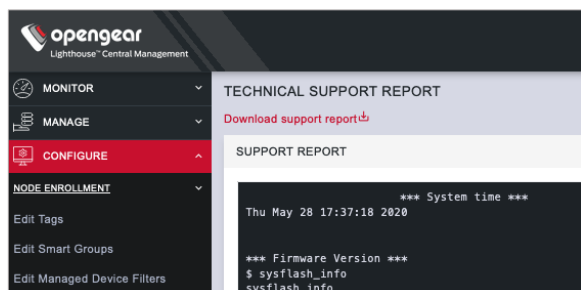 opengear
Lighthouse™ Central Management
MONITOR
MANAGE
CONFIGURE
NODE ENROLLMENT
Edit Tags
Edit Smart Groups
Edit Managed Device Filters
TECHNICAL SUPPORT REPORT
Download support report
SUPPORT REPORT
*** System time ***
Thu May 28 17:37:18 2020
*** Firmware Version ***
$ sysflash_info
sysflash_info